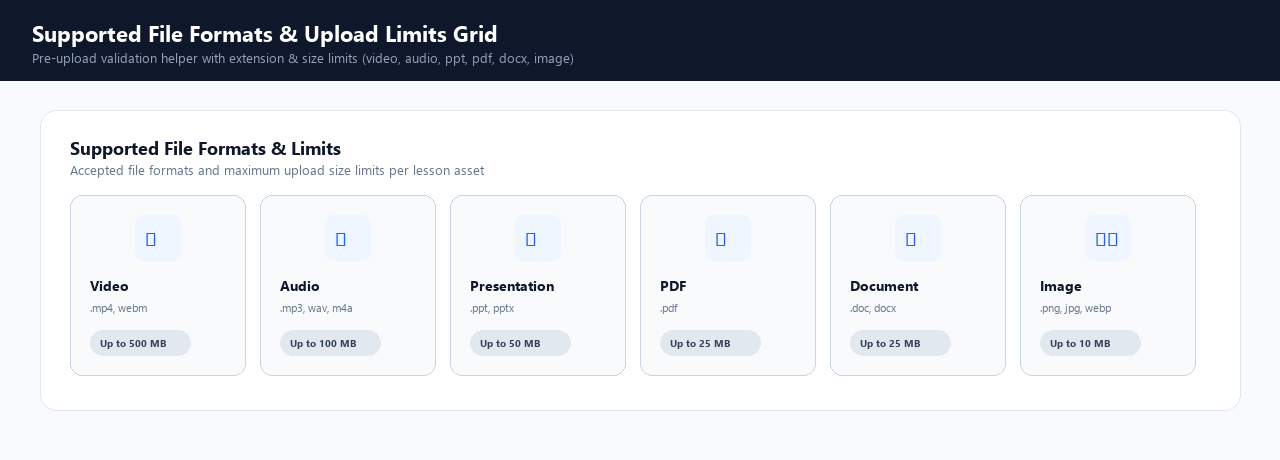 Supported File Formats & Upload Limits Grid
Pre-upload validation helper with extension & size limits (video, audio, ppt, pdf, docx, image)
Supported File Formats & Limits
Accepted file formats and maximum upload size limits per lesson asset
Video
.mp4, webm
Up to 500 MB
Audio
.mp3, wav, m4a
Up to 100 MB
Presentation
.ppt, pptx
Up to 50 MB
PDF
.pdf
Up to 25 MB
Document
.doc, docx
Up to 25 MB
Image
.png, jpg, webp
Up to 10 MB